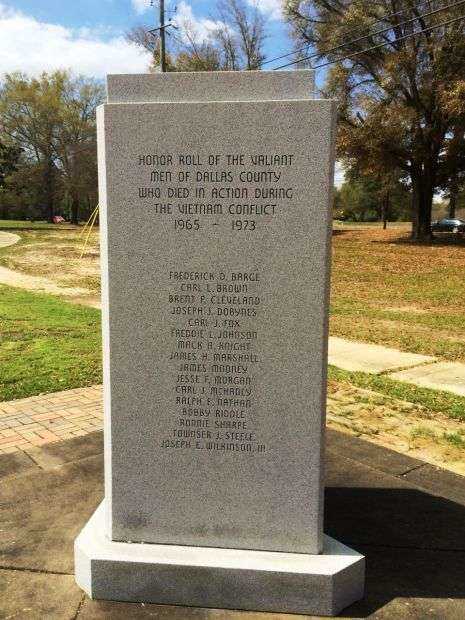 HONOR ROLL OF THE VALIANT
MEN OF DALLAS COUNTY
WHO DIED IN ACTION DURING
THE VIETNAM CONFLICT
1965 - 1973
FREDERICK D. BARGE
CARL L. BROWN
BRENT P. CLEVELAND
JOSEPH J. DOBYNES
CARL J. FOX
FREDDIE L. JOHNSON
MACK A. KNIGHT
JAMES H. MARSHALL
JAMES MOONEY
JESSE F. MORGAN
CARL J. MCHADLY
RALPH E. NATHAN
BOBBY RIDDLE
RONNIE SHARPE
TOWNSER J. STEELE
JOSEPH E. WILKINSON, III